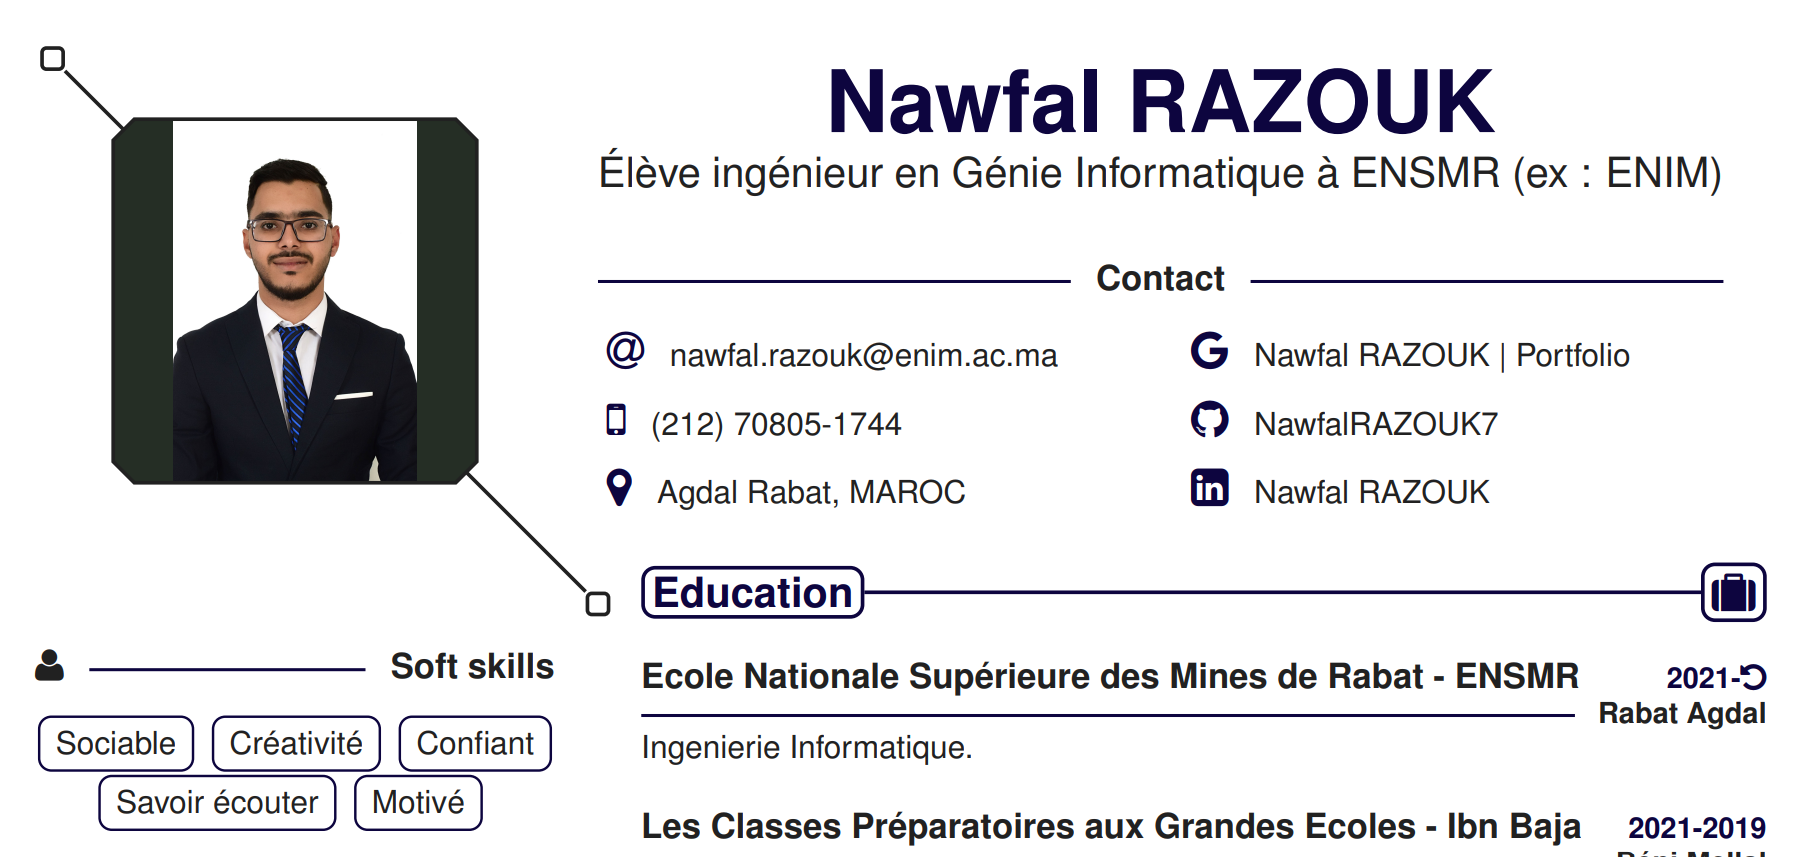 Nawfal RAZOUK
Élève ingénieur en Génie Informatique à ENSMR (ex : ENIM)
Contact
nawfal.razouk@enim.ac.ma
Nawfal RAZOUK | Portfolio
(212) 70805-1744
NawfalRAZOUK7
Agdal Rabat, MAROC
Nawfal RAZOUK
Soft skills
Sociable Créativité Confiant
Savoir écouter Motivé
Education
Ecole Nationale Supérieure des Mines de Rabat - ENSMR 2021-
Rabat Agdal
Ingenierie Informatique.
Les Classes Préparatoires aux Grandes Ecoles - Ibn Baja 2021-2019